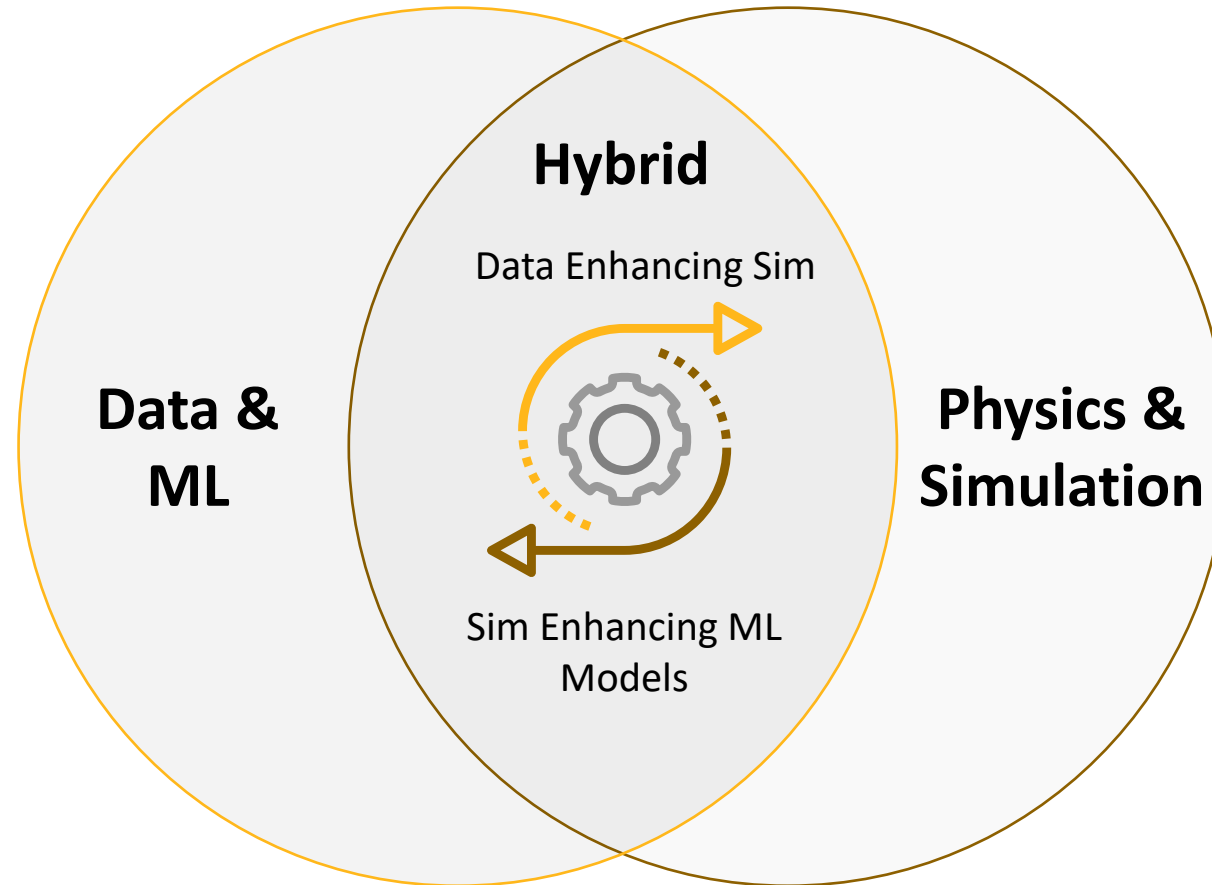 Hybrid
Data Enhancing Sim
Data &
ML
Physics &
Simulation
Sim Enhancing ML
Models